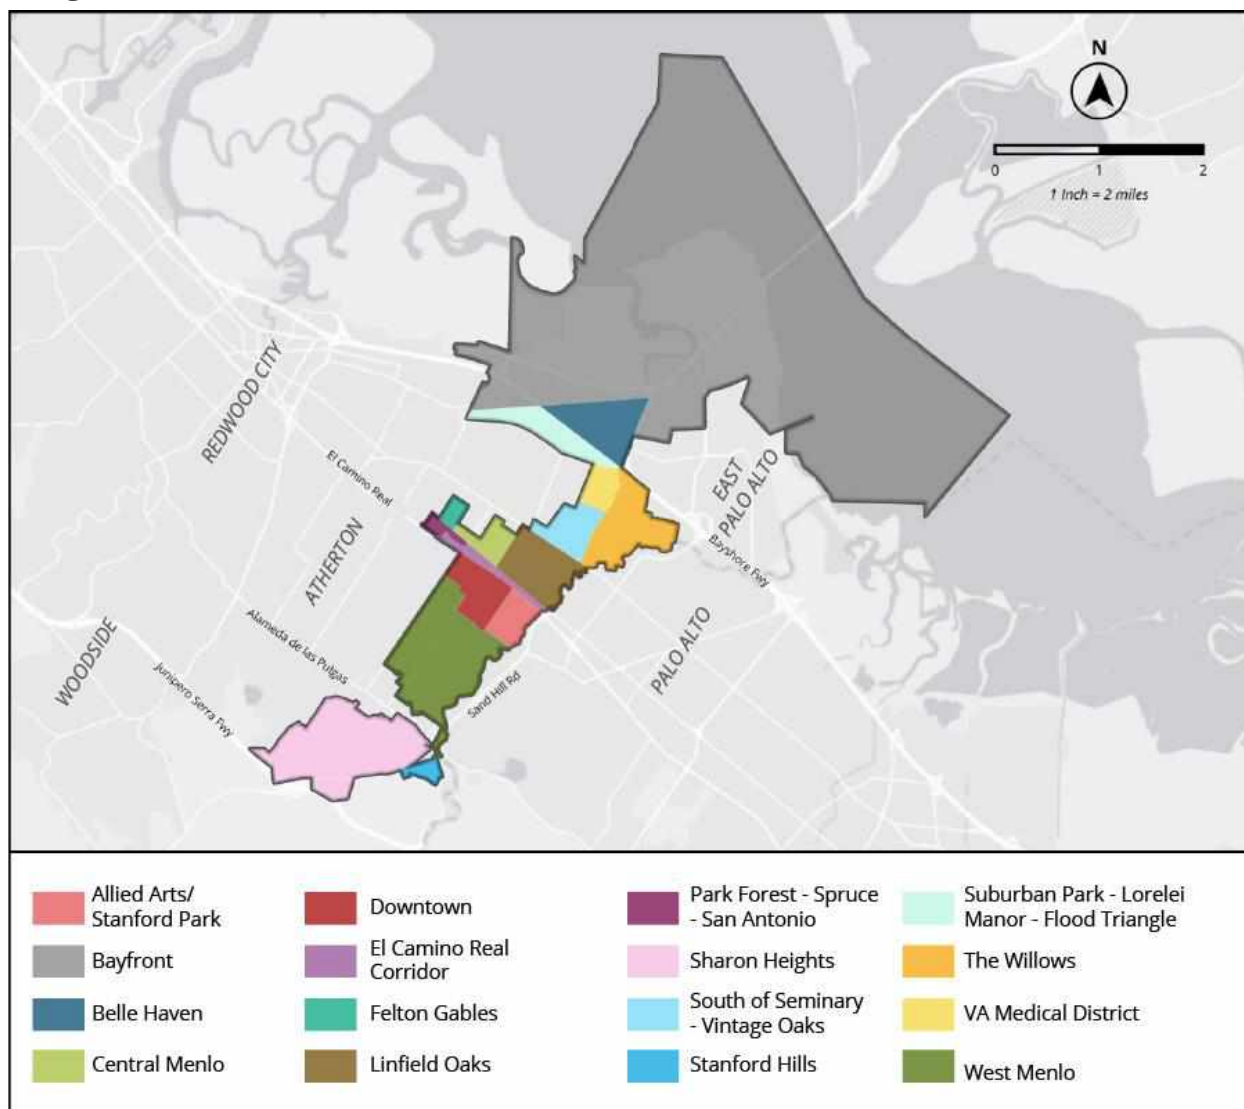 N
0 1 2
1 Inch = 2 miles
REDWOOD CITY
El Camino Real
EAST
PALO ALTO
Bayshore Fwy
ATHERTON
Alameda de las Pulgas
PALO ALTO
WOODSIDE
Junipero Serra Fwy
Sand Hill Rd
Allied Arts/
Stanford Park
Bayfront
Belle Haven
Central Menlo
Downtown
El Camino Real
Corridor
Felton Gables
Linfield Oaks
Park Forest - Spruce
- San Antonio
Sharon Heights
South of Seminary
- Vintage Oaks
Stanford Hills
Suburban Park - Lorelei
Manor - Flood Triangle
The Willows
VA Medical District
West Menlo